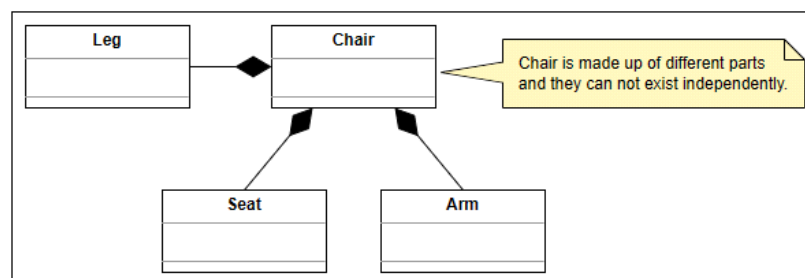 Leg
Chair
Chair is made up of different parts
and they can not exist independently.
Seat
Arm